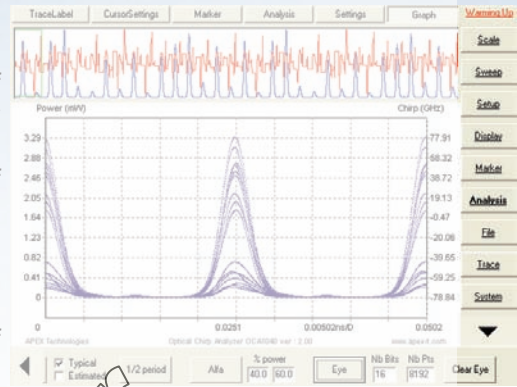 TraceLabel CursorSettings Marker Analysis Settings Graph Warming Up
Scale
Sweep
Setup
Display
Marker
Analysis
File
Trace
System
Power (mW) Chirp (GHz)
3.29 77.91
2.88 58.32
2.46 38.72
2.05 19.13
1.64 -0.47
1.23 -20.06
0.82 -39.65
0.41 -59.25
0 -78.84
0 0.0251 0.00502ns/D 0.0502
APEX Technologies Optical Chirp Analyzer OCA1040 ver : 2.00 www.apex-t.com
Typical
Estimated
1/2 period
Alfa
% power
40.0 60.0
Eye
Nb Bits
16
Nb Pts
8192
Clear Eye